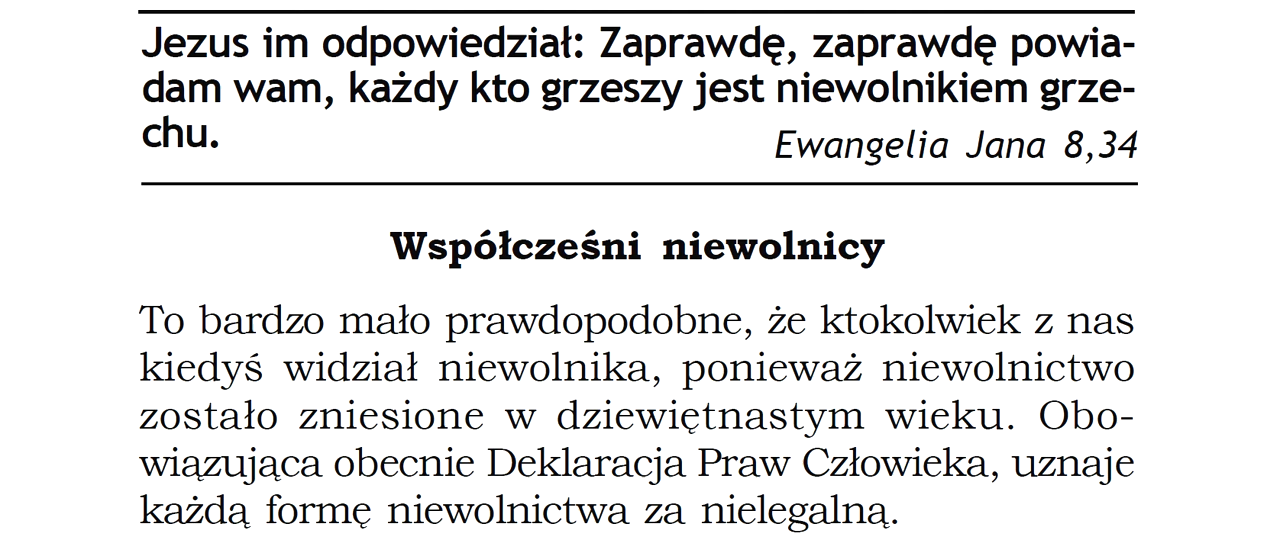 Jezus im odpowiedział: Zaprawdę, zaprawdę powia-
dam wam, każdy kto grzeszy jest niewolnikiem grze-
chu.
Ewangelia Jana 8,34
Współcześni niewolnicy
To bardzo mało prawdopodobne, że ktokolwiek z nas
kiedyś widział niewolnika, ponieważ niewolnictwo
zostało zniesione w dziewiętnastym wieku. Obo-
wiązująca obecnie Deklaracja Praw Człowieka, uznaje
każdą formę niewolnictwa za nielegalną.